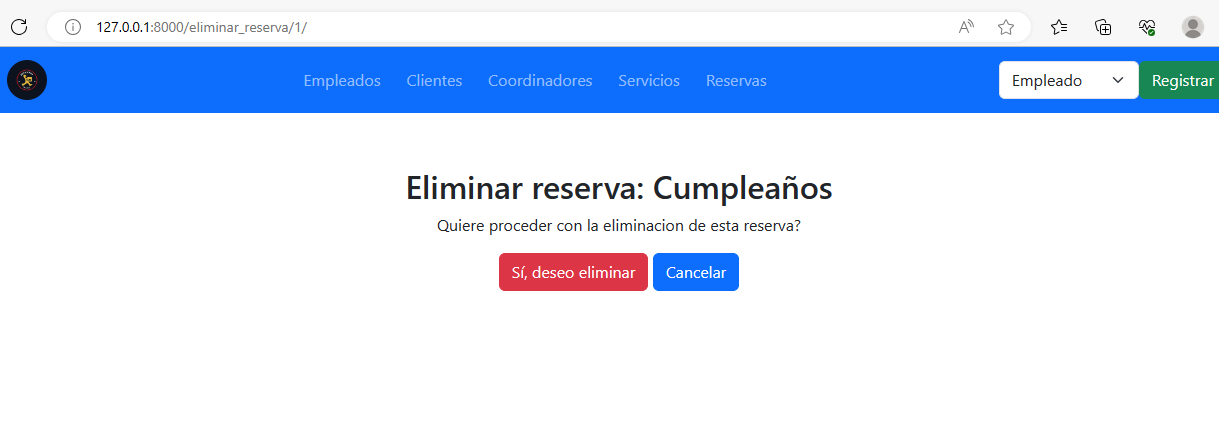 127.0.0.1:8000/eliminar_reserva/1/
Empleados Clientes Coordinadores Servicios Reservas Empleado Registrar
Eliminar reserva: Cumpleaños
Quiere proceder con la eliminacion de esta reserva?
Sí, deseo eliminar Cancelar